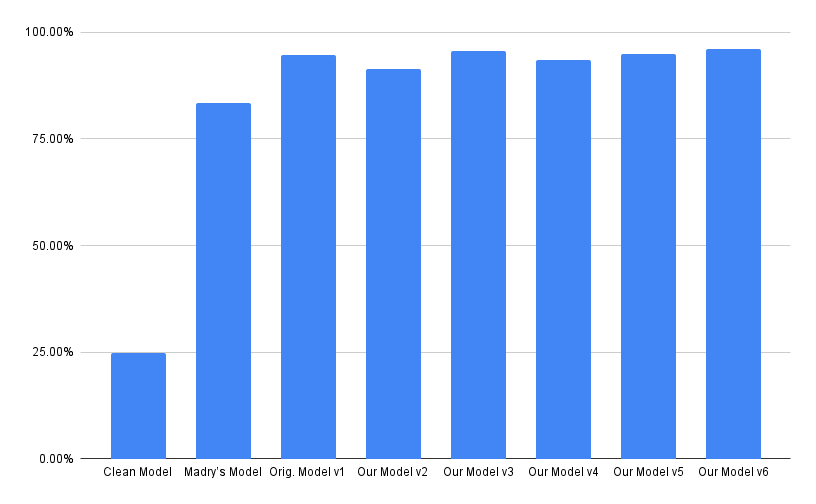 100.00%
75.00%
50.00%
25.00%
0.00%
Clean Model
Madry's Model
Orig. Model v1
Our Model v2
Our Model v3
Our Model v4
Our Model v5
Our Model v6